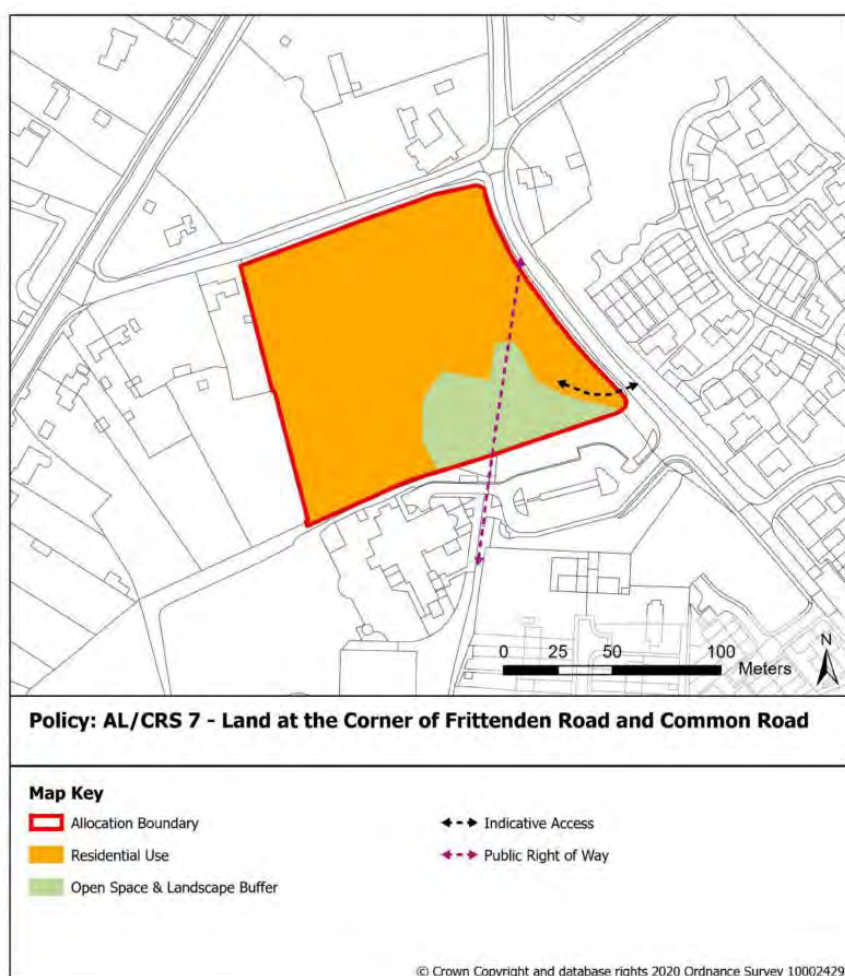 N
0 25 50 100
Meters
Policy: AL/CRS 7 - Land at the Corner of Frittenden Road and Common Road
Map Key
Allocation Boundary
Residential Use
Open Space & Landscape Buffer
Indicative Access
Public Right of Way
© Crown Copyright and database rights 2020 Ordnance Survey 10002429